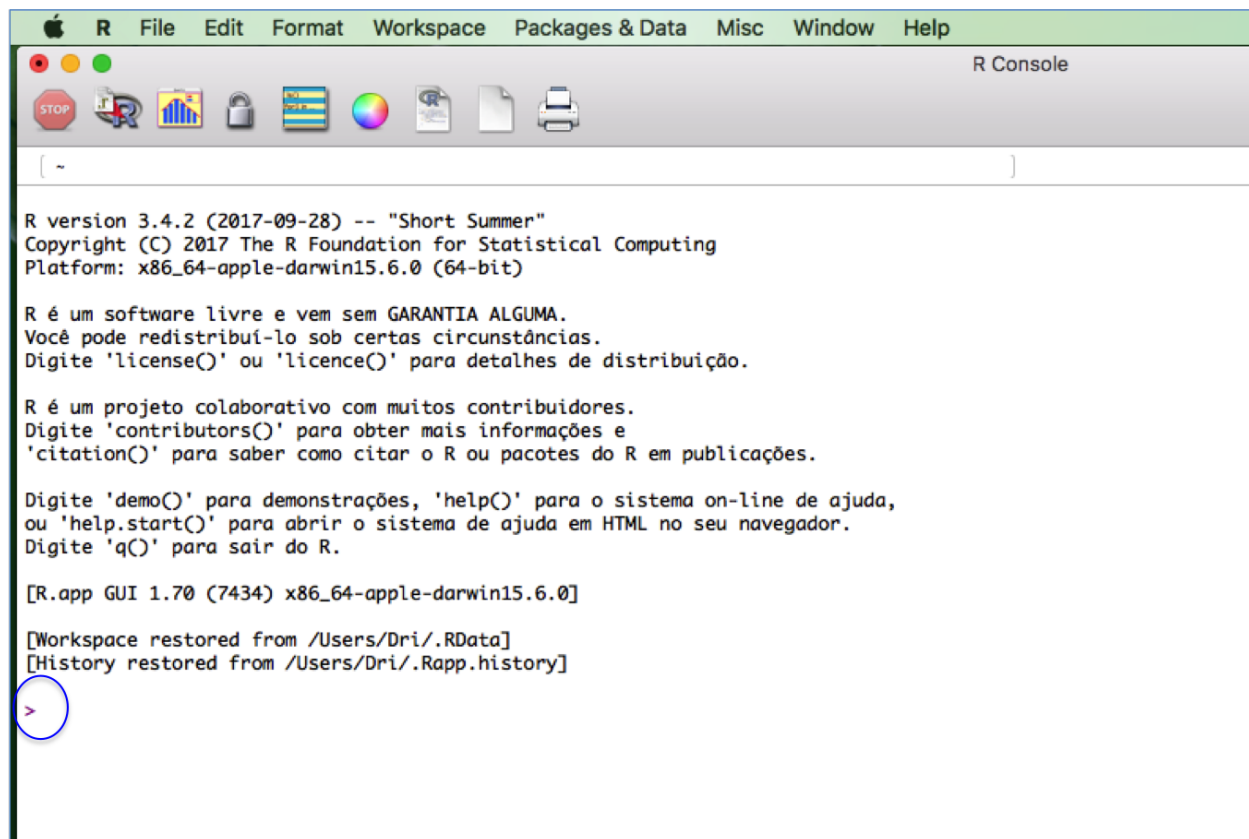 R File Edit Format Workspace Packages & Data Misc Window Help
R Console
STOP
~
R version 3.4.2 (2017-09-28) -- "Short Summer"
Copyright (C) 2017 The R Foundation for Statistical Computing
Platform: x86_64-apple-darwin15.6.0 (64-bit)
R é um software livre e vem sem GARANTIA ALGUMA.
Você pode redistribuí-lo sob certas circunstâncias.
Digite 'license()' ou 'licence()' para detalhes de distribuição.
R é um projeto colaborativo com muitos contribuidores.
Digite 'contributors()' para obter mais informações e
'citation()' para saber como citar o R ou pacotes do R em publicações.
Digite 'demo()' para demonstrações, 'help()' para o sistema on-line de ajuda,
ou 'help.start()' para abrir o sistema de ajuda em HTML no seu navegador.
Digite 'q()' para sair do R.
[R.app GUI 1.70 (7434) x86_64-apple-darwin15.6.0]
[Workspace restored from /Users/Dri/.RData]
[History restored from /Users/Dri/.Rapp.history]
>